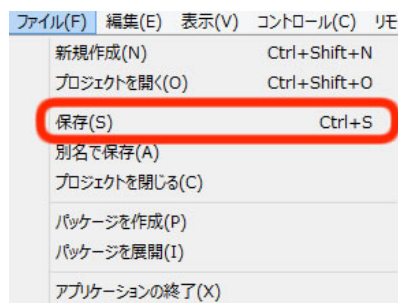 ファイル(F) 編集(E) 表示(V) コントロール(C) リモ
新規作成(N) Ctrl+Shift+N
プロジェクトを開く(O) Ctrl+Shift+O
保存(S) Ctrl+S
別名で保存(A)
プロジェクトを閉じる(C)
パッケージを作成(P)
パッケージを展開(I)
アプリケーションの終了(X)